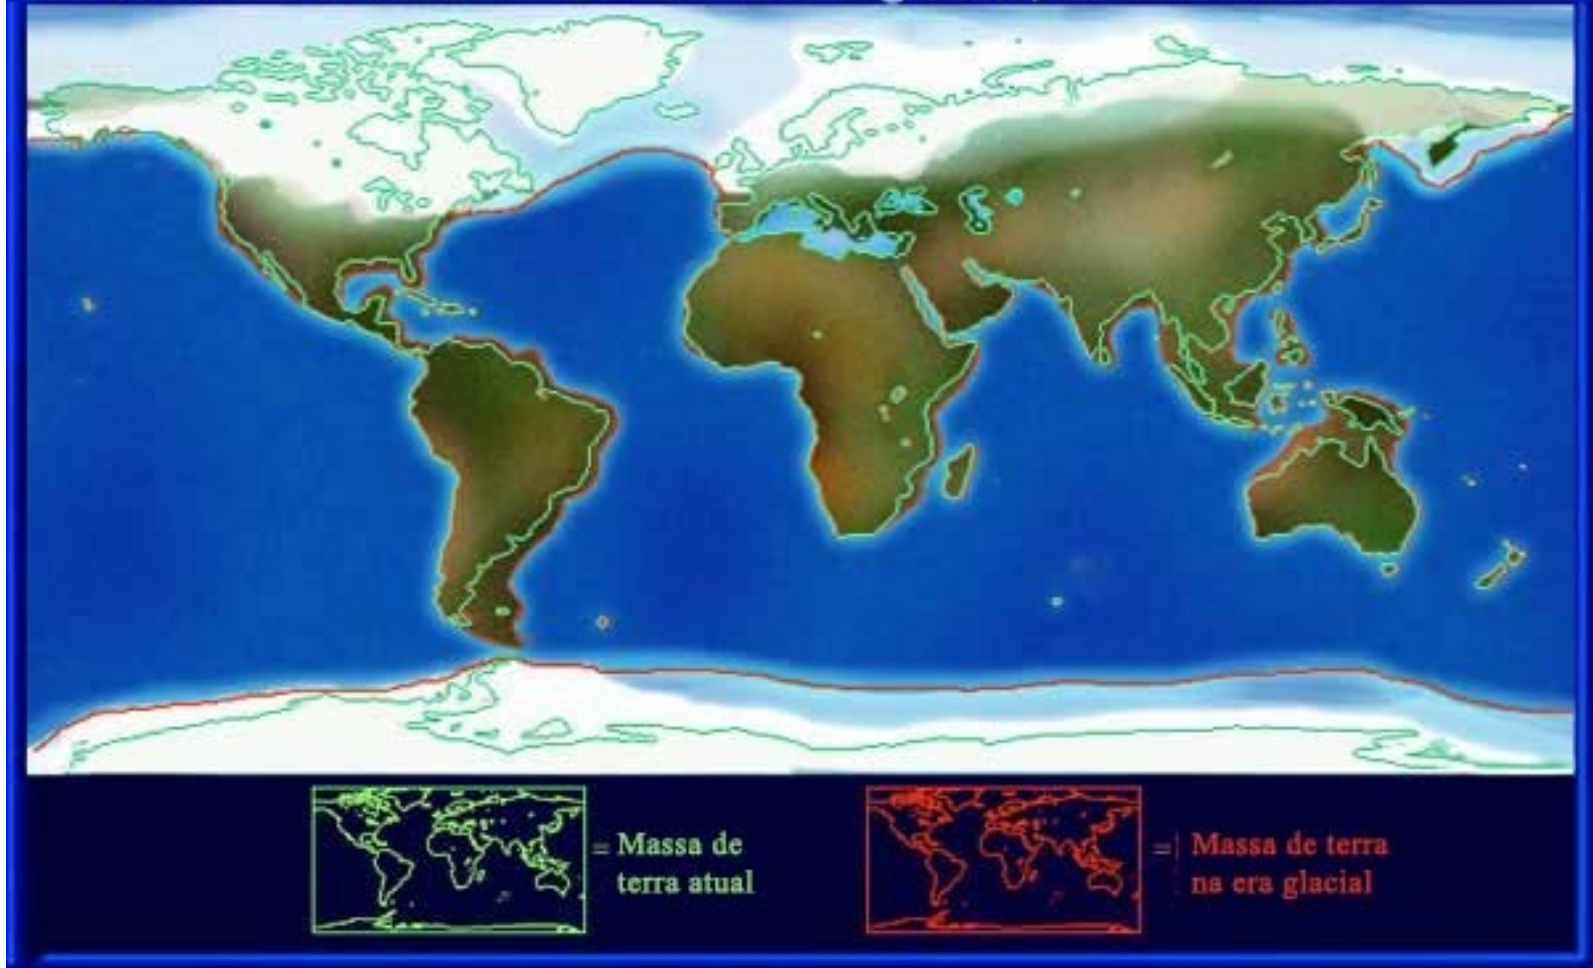 = Massa de
terra atual
= Massa de terra
na era glacial